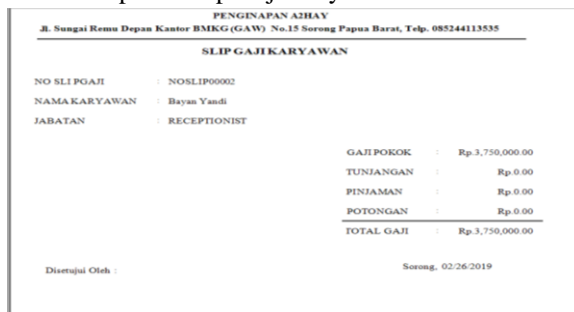 PENGINAPAN A2HAY
Jl. Sungai Remu Depan Kantor BMKG (GAW) No.15 Sorong Papua Barat, Telp. 085244113535
SLIP GAJI KARYAWAN
NO SLI PGAJI : NOSLIP00002
NAMA KARYAWAN : Bayan Yandi
JABATAN : RECEPTIONIST
GAJI POKOK : Rp.3,750,000.00
TUNJANGAN : Rp.0.00
PINJAMAN : Rp.0.00
POTONGAN : Rp.0.00
TOTAL GAJI : Rp.3,750,000.00
Disetujui Oleh :
Sorong, 02/26/2019